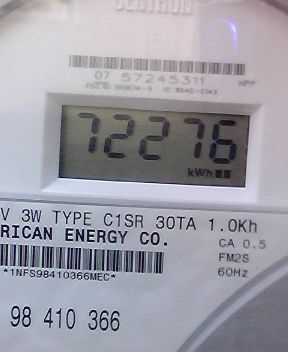 CENTRON
07 57245311
72276
kWh
V 3W TYPE C1SR 30TA 1.0Kh
RICAN ENERGY CO.
CA 0.5
FM2S
60Hz
*1NFS98410366MEC*
98 410 366